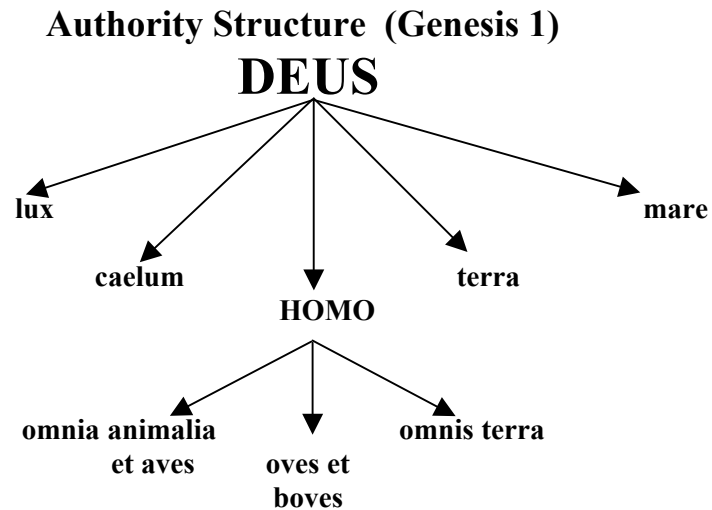 Authority Structure (Genesis 1)
DEUS
lux
mare
caelum
terra
HOMO
omnia animalia
et aves
oves et
boves
omnis terra